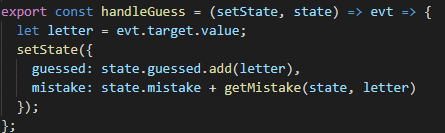 export const handleGuess = (setState, state) => evt => {
  let letter = evt.target.value;
  setState({
    guessed: state.guessed.add(letter),
    mistake: state.mistake + getMistake(state, letter)
  });
};